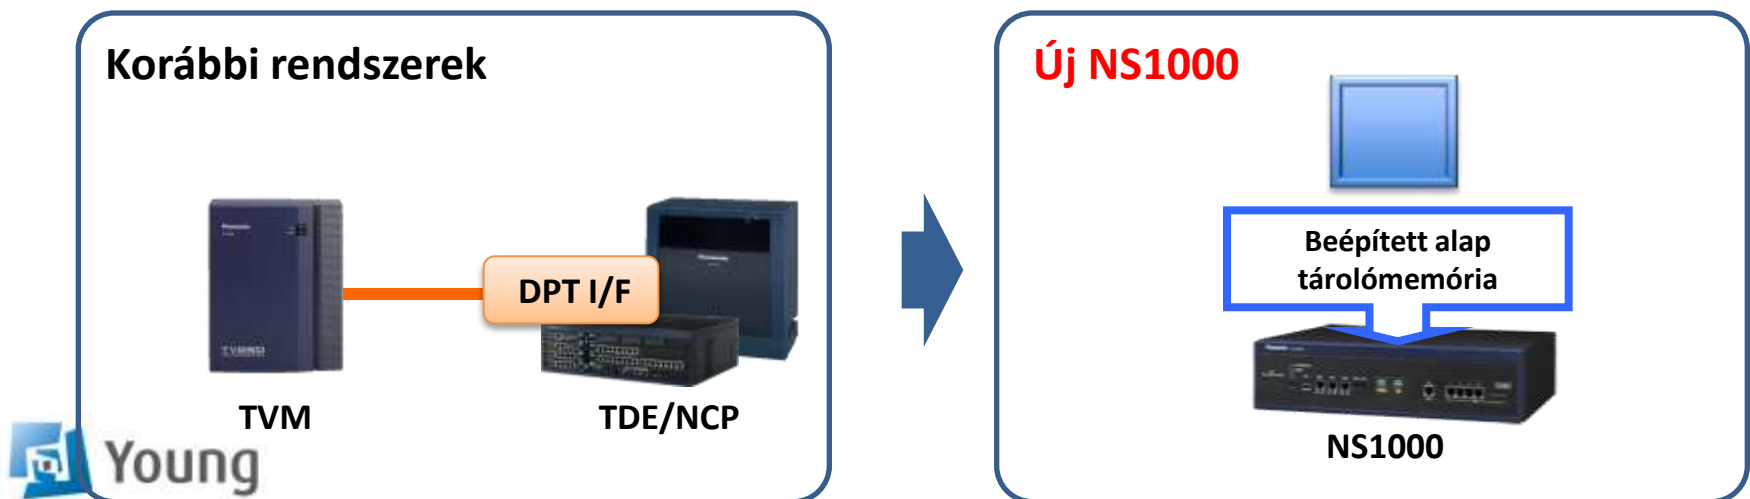 Korábbi rendszerek
DPT I/F
TVM
TDE/NCP
Young
Új NS1000
Beépített alap
tárolómemória
NS1000